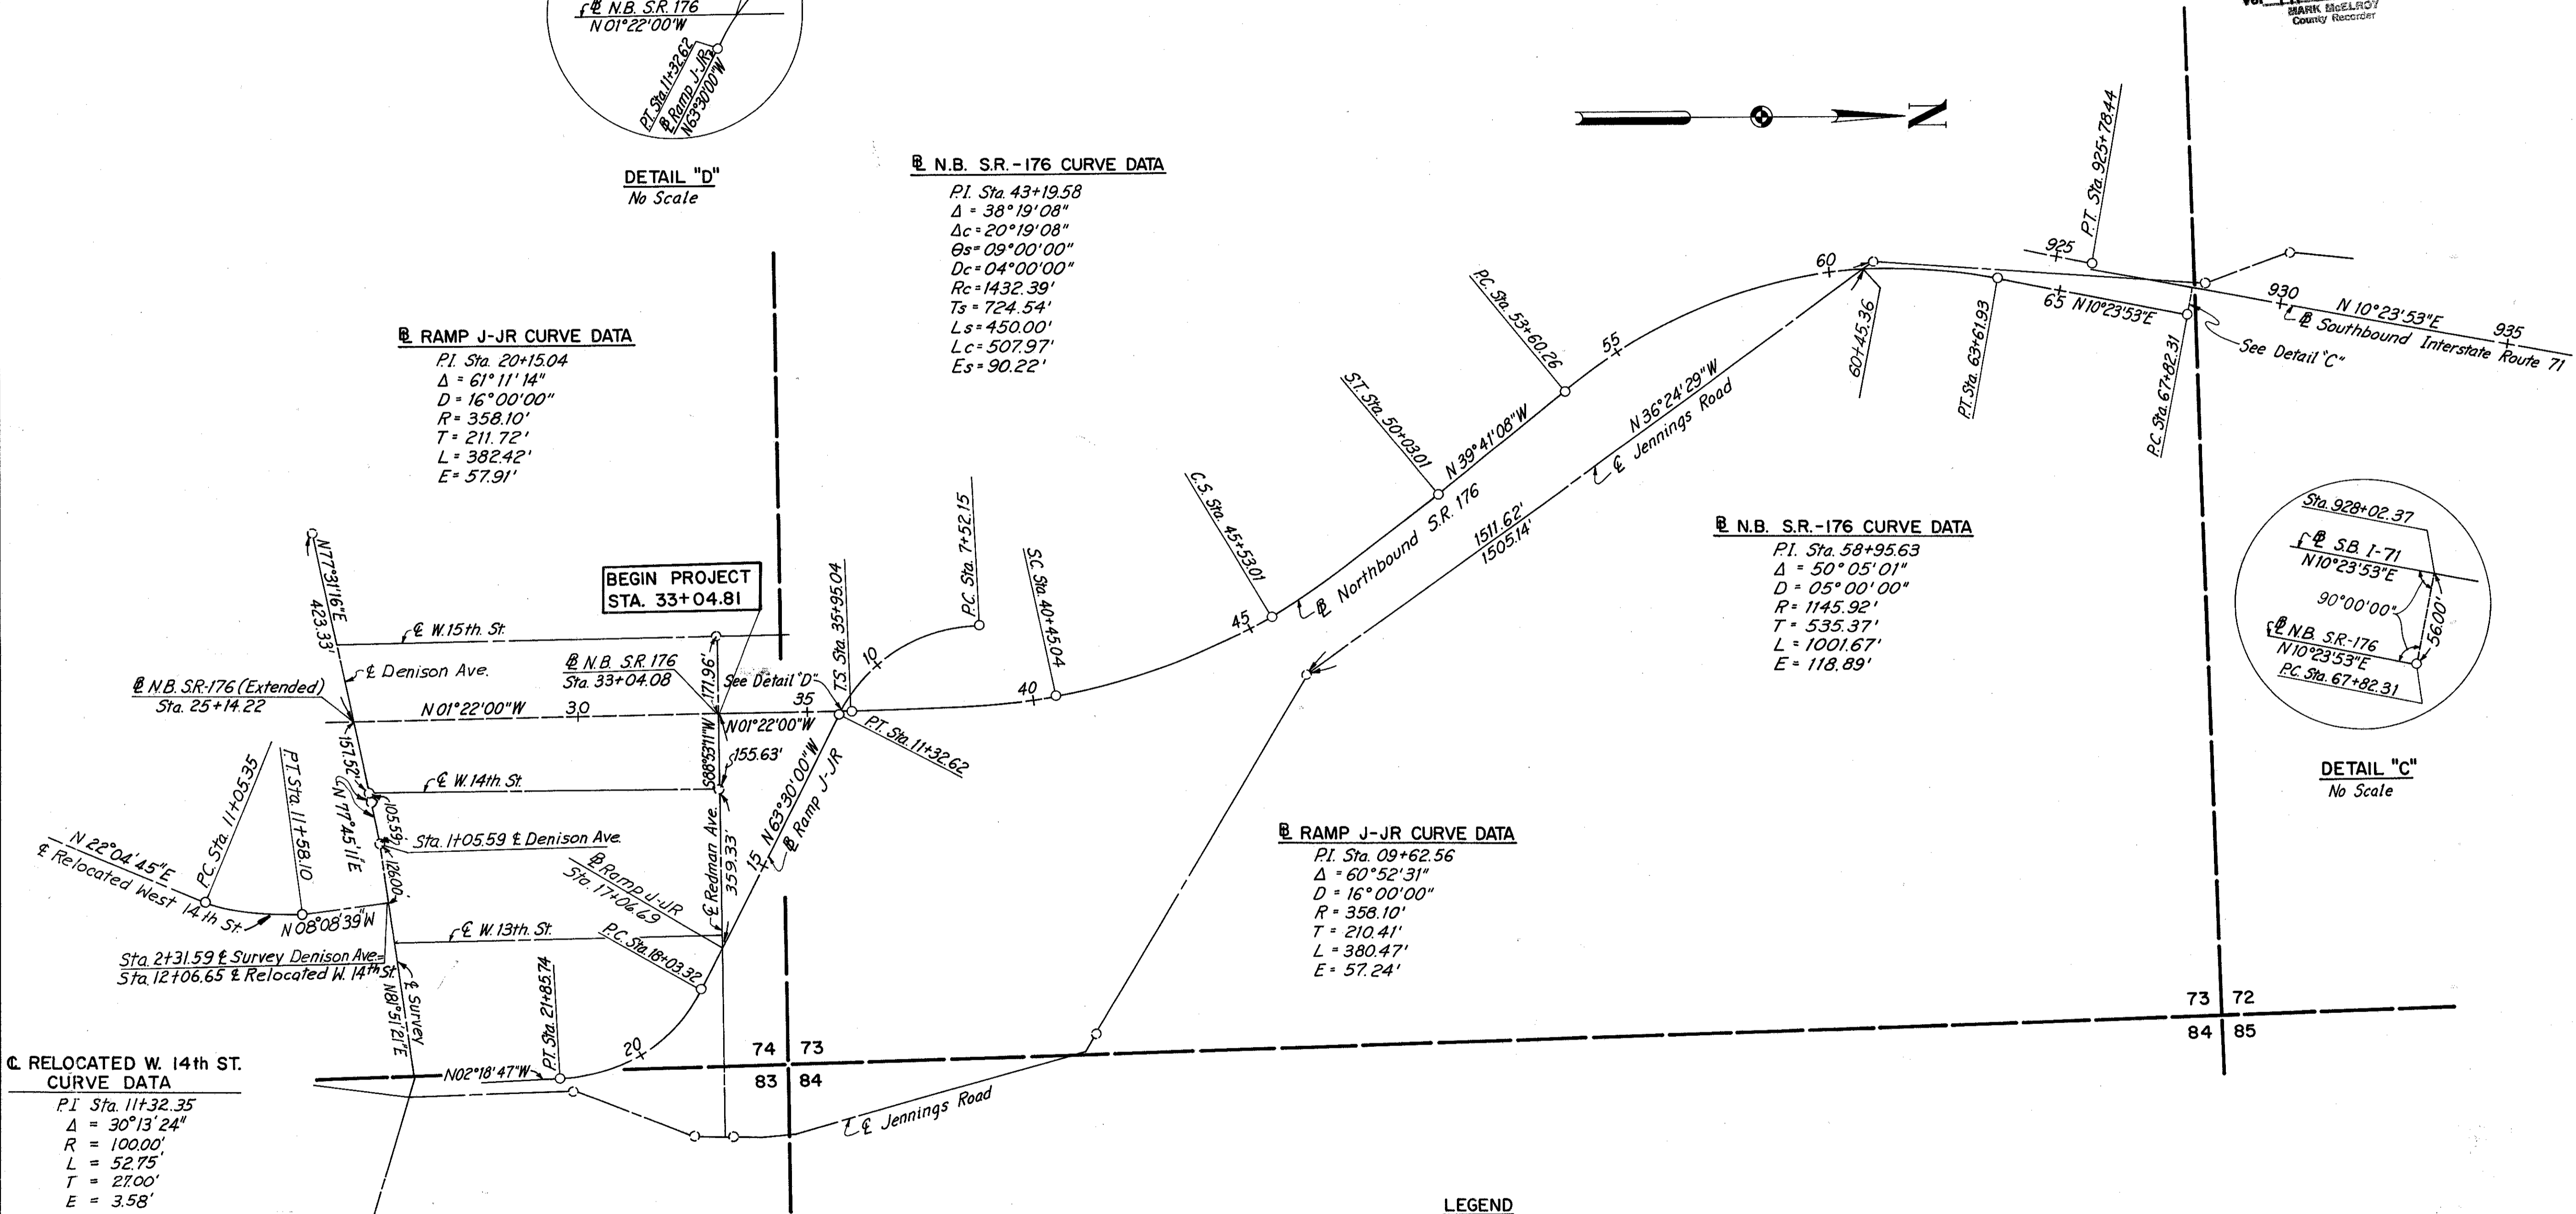 MARK McELROY
County Recorder
℄ N.B. S.R. 176
N 01°22'00"W
P.T. Sta. 11+32.62
℄ Ramp J-JR
N63°30'00"W
DETAIL "D"
No Scale
N
℄ N.B. S.R.-176 CURVE DATA
P.I. Sta. 43+19.58
Δ = 38°19'08"
Δc = 20°19'08"
θs = 09°00'00"
Dc = 04°00'00"
Rc = 1432.39'
Ts = 724.54'
Ls = 450.00'
Lc = 507.97'
Es = 90.22'
℄ RAMP J-JR CURVE DATA
P.I. Sta. 20+15.04
Δ = 61°11'14"
D = 16°00'00"
R = 358.10'
T = 211.72'
L = 382.42'
E = 57.91'
P.T. Sta. 925+78.44
925
930
935
N 10°23'53"E
℄ Southbound Interstate Route 71
See Detail "C"
60
65
N10°23'53"E
60+45.36
P.T. Sta. 63+61.93
P.C. Sta. 67+82.31
P.C. Sta. 53+60.26
55
S.T. Sta. 50+03.01
N 39°41'08"W
℄ Northbound S.R. 176
N 36°24'29"W
℄ Jennings Road
1511.62'
1505.14'
C.S. Sta. 45+53.01
45
S.C. Sta. 40+45.04
40
P.C. Sta. 7+52.15
10
T.S. Sta. 35+95.04
P.T. Sta. 11+32.62
See Detail "D"
35
N01°22'00"W
BEGIN PROJECT
STA. 33+04.81
℄ N.B. S.R. 176
Sta. 33+04.08
171.96'
S88°53'11"W
155.63'
N77°31'16"E
423.33'
℄ W. 15th. St.
℄ Denison Ave.
℄ N.B. S.R.-176 (Extended)
Sta. 25+14.22
N 01°22'00"W
30
157.52'
℄ W. 14th. St.
N 77°45'11"E
105.59'
Sta. 1+05.59 ℄ Denison Ave.
126.00'
P.C. Sta. 11+05.35
P.T. Sta. 11+58.10
N 22°04'45"E
℄ Relocated West 14th St.
N 08°08'39"W
Sta. 2+31.59 ℄ Survey Denison Ave.=
Sta. 12+06.65 ℄ Relocated W. 14th St.
℄ W. 13th. St.
℄ Survey
N81°51'21"E
℄ Redman Ave.
359.33'
15
N63°30'00"W
℄ Ramp J-JR
℄ Ramp J-JR
Sta. 17+06.69
P.C. Sta. 18+03.32
20
P.T. Sta. 21+85.74
N02°18'47"W
74 73
83 84
℄ Jennings Road
℄ N.B. S.R.-176 CURVE DATA
P.I. Sta. 58+95.63
Δ = 50°05'01"
D = 05°00'00"
R = 1145.92'
T = 535.37'
L = 1001.67'
E = 118.89'
℄ RAMP J-JR CURVE DATA
P.I. Sta. 09+62.56
Δ = 60°52'31"
D = 16°00'00"
R = 358.10'
T = 210.41'
L = 380.47'
E = 57.24'
Sta. 928+02.37
℄ S.B. I-71
N10°23'53"E
90°00'00"
56.00'
℄ N.B. S.R.-176
N10°23'53"E
P.C. Sta. 67+82.31
DETAIL "C"
No Scale
73 72
84 85
℄ RELOCATED W. 14th ST.
CURVE DATA
P.I Sta. 11+32.35
Δ = 30°13'24"
R = 100.00'
L = 52.75'
T = 27.00'
E = 3.58'
LEGEND